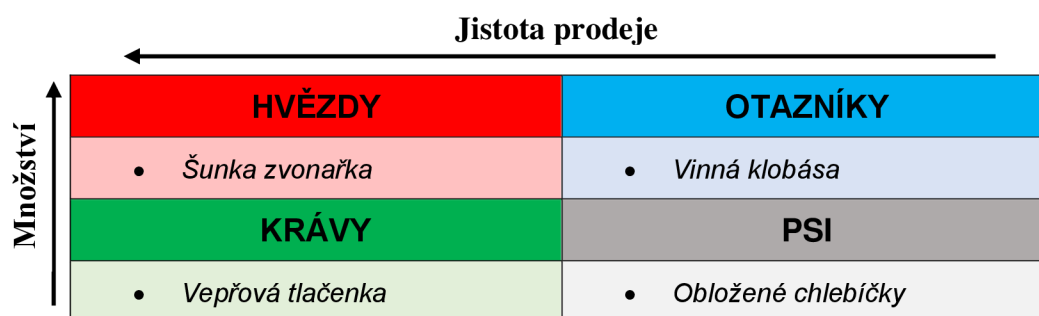 Jistota prodeje
Množství
HVĚZDY
OTAZNÍKY
• Šunka zvonařka
• Vinná klobása
KRÁVY
PSI
• Vepřová tlačenka
• Obložené chlebíčky